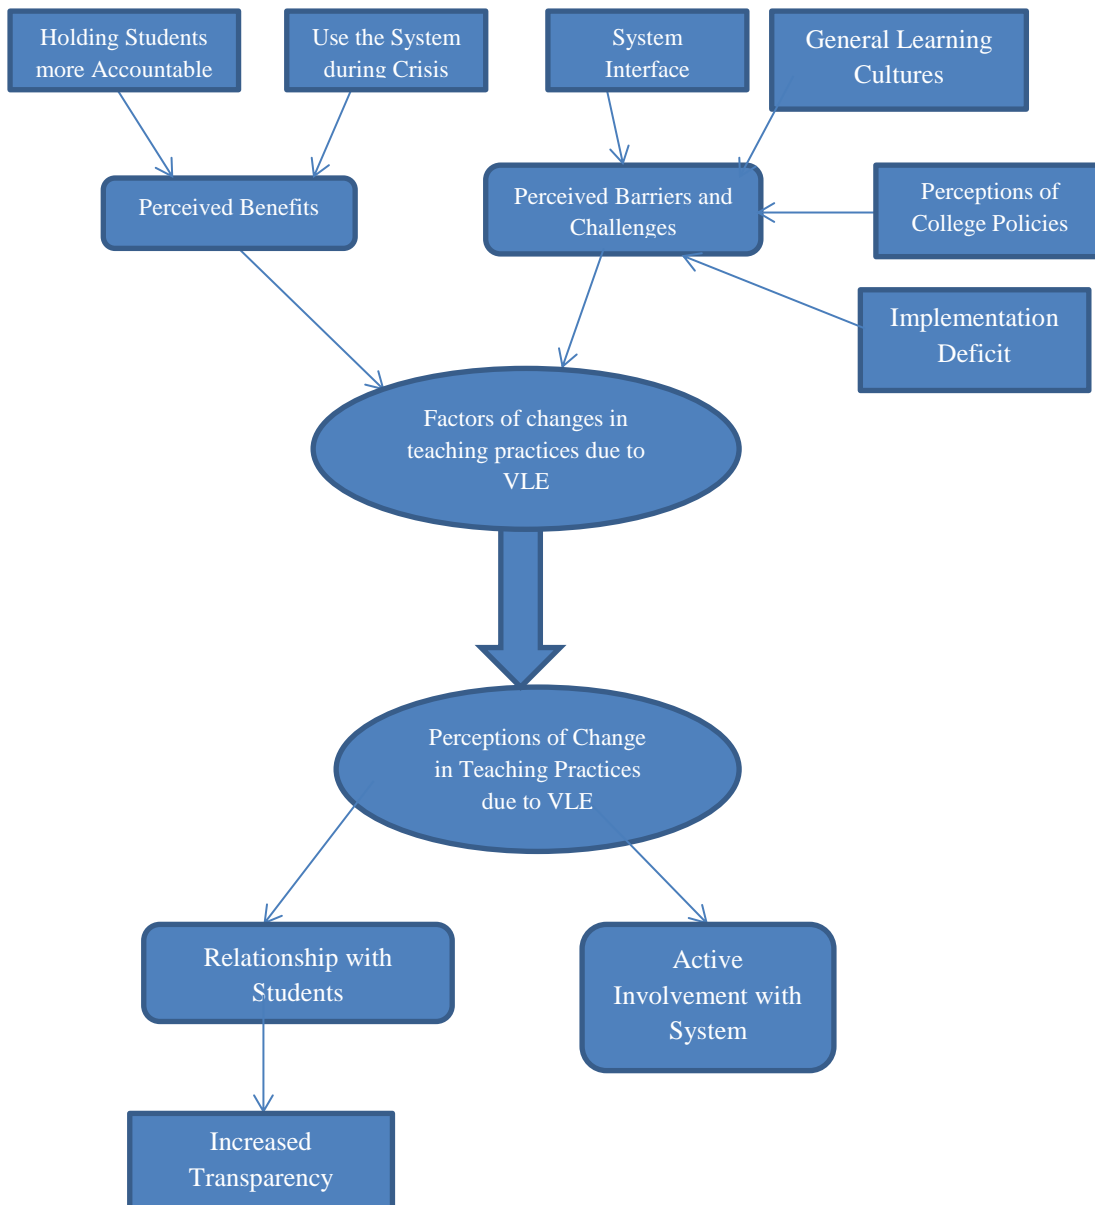 Holding Students
more Accountable
Use the System
during Crisis
System
Interface
General Learning
Cultures
Perceived Benefits
Perceived Barriers and
Challenges
Perceptions of
College Policies
Implementation
Deficit
Factors of changes in
teaching practices due to
VLE
Perceptions of Change
in Teaching Practices
due to VLE
Relationship with
Students
Active
Involvement with
System
Increased
Transparency